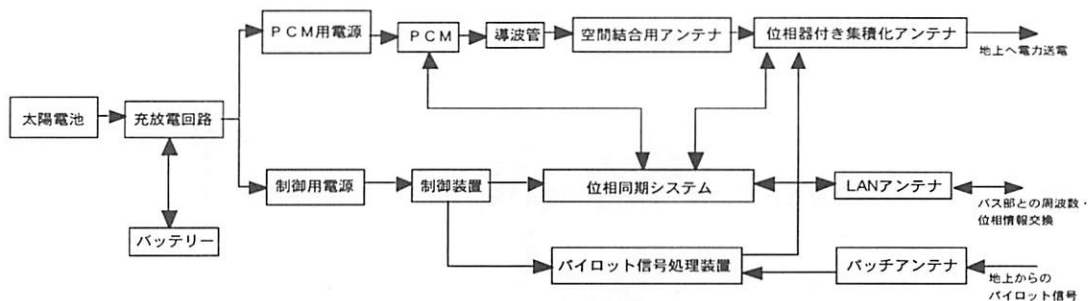 PCM用電源
PCM
導波管
空間結合用アンテナ
位相器付き集積化アンテナ
地上へ電力送電
太陽電池
充放電回路
制御用電源
制御装置
位相同期システム
LANアンテナ
バス部との周波数・
位相情報交換
バッテリー
パイロット信号処理装置
パッチアンテナ
地上からの
パイロット信号